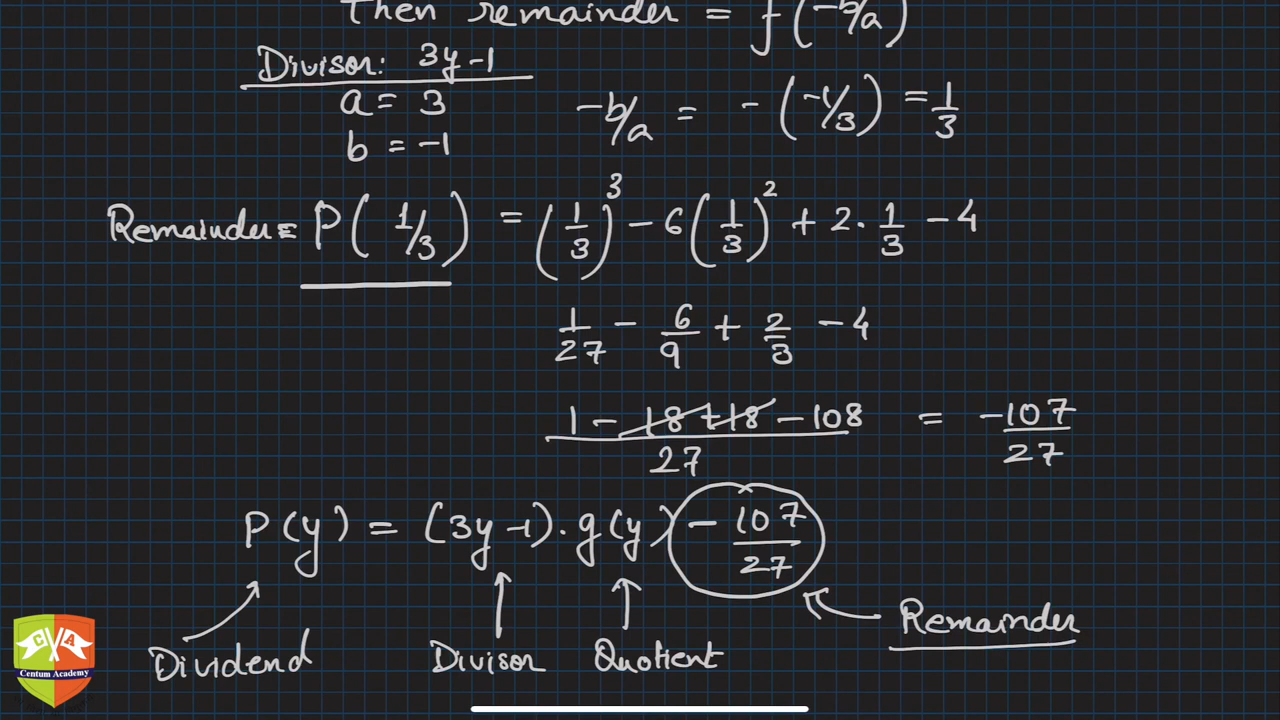 Then remainder = f(-b/a)
Divisor: 3y-1
a = 3
b = -1
-b/a = -(-1/3) = 1/3
Remainder = P(1/3) = (1/3)³ - 6(1/3)² + 2·1/3 - 4
1/27 - 6/9 + 2/3 - 4
1 - 18 + 18 - 108 / 27 = -107/27
P(y) = (3y-1)·g(y) - 107/27
Remainder
Dividend Divisor Quotient
C A
Centum Academy